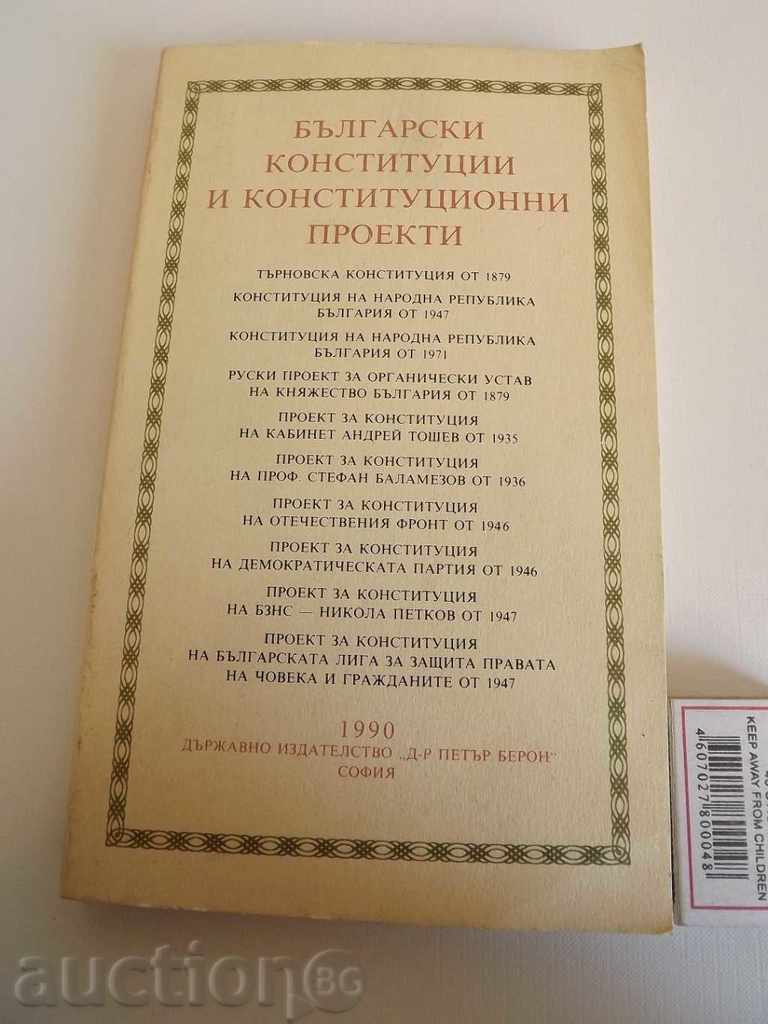 БЪЛГАРСКИ
КОНСТИТУЦИИ
И КОНСТИТУЦИОННИ
ПРОЕКТИ
ТЪРНОВСКА КОНСТИТУЦИЯ ОТ 1879
КОНСТИТУЦИЯ НА НАРОДНА РЕПУБЛИКА
БЪЛГАРИЯ ОТ 1947
КОНСТИТУЦИЯ НА НАРОДНА РЕПУБЛИКА
БЪЛГАРИЯ ОТ 1971
РУСКИ ПРОЕКТ ЗА ОРГАНИЧЕСКИ УСТАВ
НА КНЯЖЕСТВО БЪЛГАРИЯ ОТ 1879
ПРОЕКТ ЗА КОНСТИТУЦИЯ
НА КАБИНЕТ АНДРЕЙ ТОШЕВ ОТ 1935
ПРОЕКТ ЗА КОНСТИТУЦИЯ
НА ПРОФ. СТЕФАН БАЛАМЕЗОВ ОТ 1936
ПРОЕКТ ЗА КОНСТИТУЦИЯ
НА ОТЕЧЕСТВЕНИЯ ФРОНТ ОТ 1946
ПРОЕКТ ЗА КОНСТИТУЦИЯ
НА ДЕМОКРАТИЧЕСКАТА ПАРТИЯ ОТ 1946
ПРОЕКТ ЗА КОНСТИТУЦИЯ
НА БЗНС — НИКОЛА ПЕТКОВ ОТ 1947
ПРОЕКТ ЗА КОНСТИТУЦИЯ
НА БЪЛГАРСКАТА ЛИГА ЗА ЗАЩИТА ПРАВАТА
НА ЧОВЕКА И ГРАЖДАНИТЕ ОТ 1947
1990
ДЪРЖАВНО ИЗДАТЕЛСТВО „Д-Р ПЕТЪР БЕРОН“
СОФИЯ
KEEP AWAY FROM CHILDREN
4607027800048
auction BG